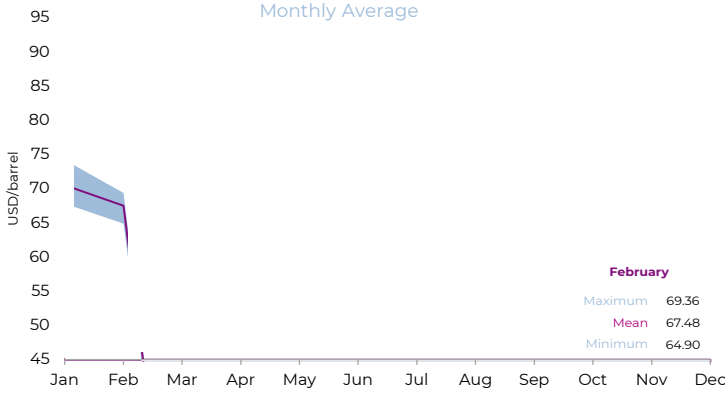 Monthly Average
95
90
85
80
75
70
65
60
55
50
45
USD/barrel
February
Maximum 69.36
Mean 67.48
Minimum 64.90
Jan Feb Mar Apr May Jun Jul Aug Sep Oct Nov Dec